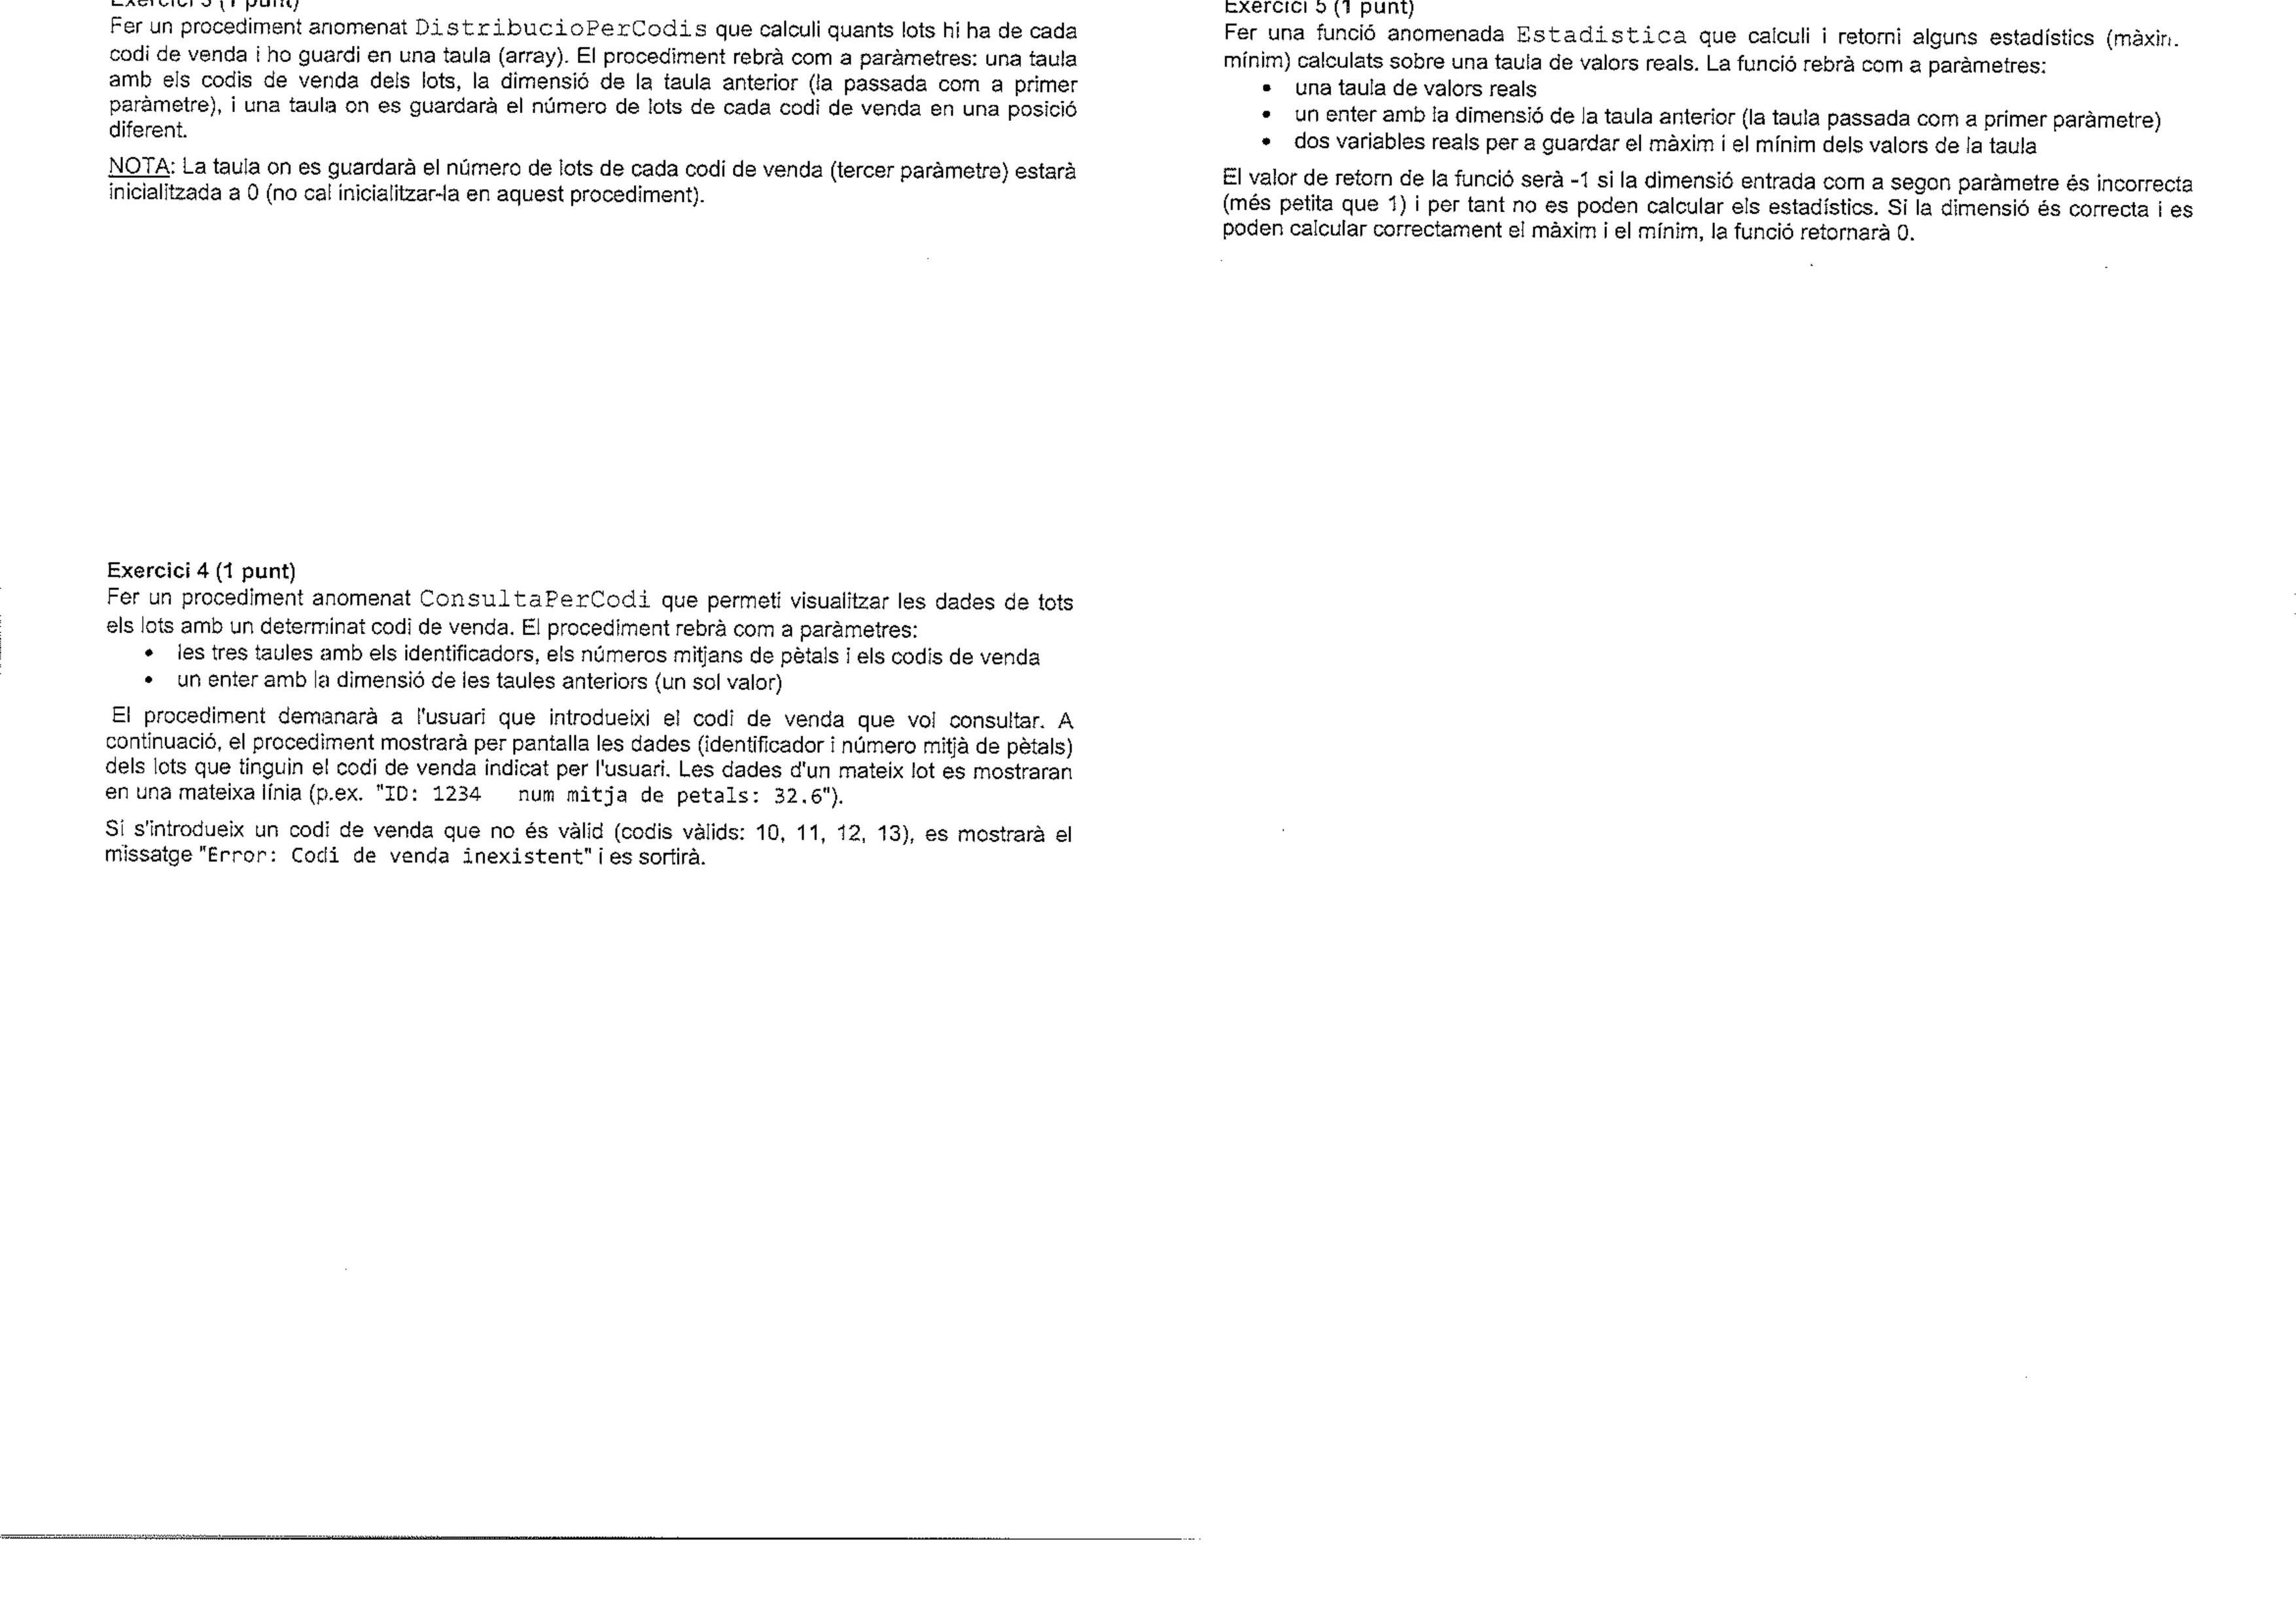 Exercici 3 (1 punt)
Fer un procediment anomenat DistribucioPerCodis que calculi quants lots hi ha de cada
codi de venda i ho guardi en una taula (array). El procediment rebrà com a paràmetres: una taula
amb els codis de venda dels lots, la dimensió de la taula anterior (la passada com a primer
paràmetre), i una taula on es guardarà el número de lots de cada codi de venda en una posició
diferent.
NOTA: La taula on es guardarà el número de lots de cada codi de venda (tercer paràmetre) estarà
inicialitzada a 0 (no cal inicialitzar-la en aquest procediment).
Exercici 4 (1 punt)
Fer un procediment anomenat ConsultaPerCodi que permeti visualitzar les dades de tots
els lots amb un determinat codi de venda. El procediment rebrà com a paràmetres:
• les tres taules amb els identificadors, els números mitjans de pètals i els codis de venda
• un enter amb la dimensió de les taules anteriors (un sol valor)
El procediment demanarà a l'usuari que introdueixi el codi de venda que vol consultar. A
continuació, el procediment mostrarà per pantalla les dades (identificador i número mitjà de pètals)
dels lots que tinguin el codi de venda indicat per l'usuari. Les dades d'un mateix lot es mostraran
en una mateixa línia (p.ex. "ID: 1234 num mitja de petals: 32.6").
Si s'introdueix un codi de venda que no és vàlid (codis vàlids: 10, 11, 12, 13), es mostrarà el
missatge "Error: Codi de venda inexistent" i es sortirà.
Exercici 5 (1 punt)
Fer una funció anomenada Estadistica que calculi i retorni alguns estadístics
mínim) calculats sobre una taula de valors reals. La funció rebrà com a paràmetres:
• una taula de valors reals
• un enter amb la dimensió de la taula anterior (la taula passada com a primer paràmetre)
• dos variables reals per a guardar el màxim i el mínim dels valors de la taula
El valor de retorn de la funció serà -1 si la dimensió entrada com a segon paràmetre és incorrecta
(més petita que 1) i per tant no es poden calcular els estadístics. Si la dimensió és correcta i es
poden calcular correctament el màxim i el mínim, la funció retornarà 0.